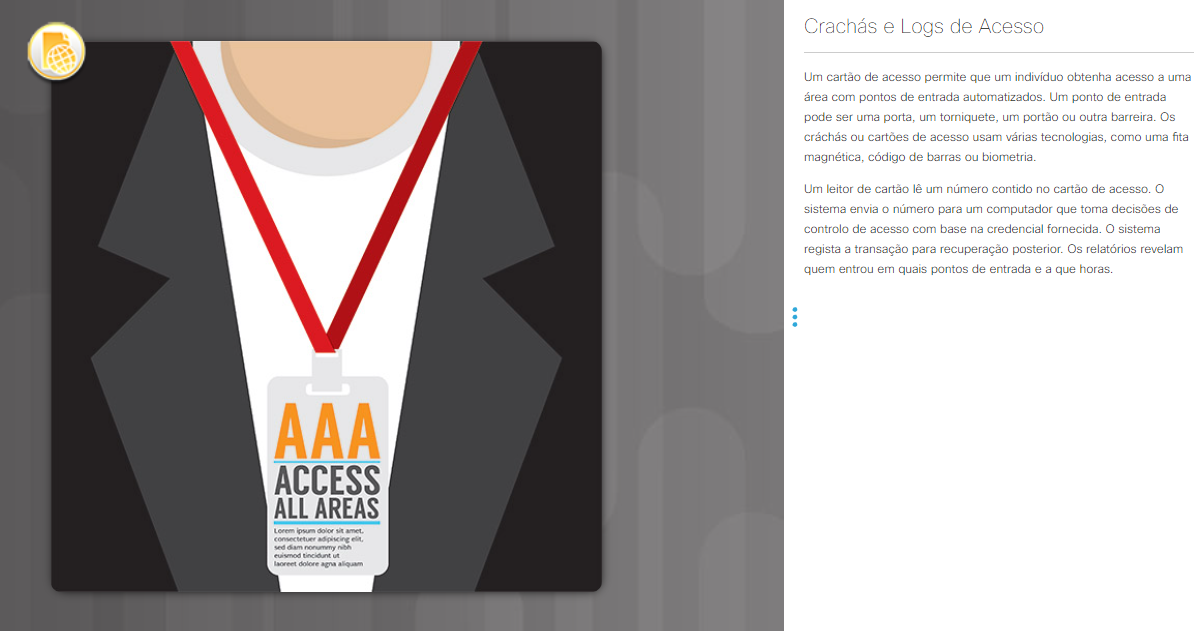 Crachás e Logs de Acesso
Um cartão de acesso permite que um indivíduo obtenha acesso a uma
área com pontos de entrada automatizados. Um ponto de entrada
pode ser uma porta, um torniquete, um portão ou outra barreira. Os
cráchás ou cartões de acesso usam várias tecnologias, como uma fita
magnética, código de barras ou biometria.
Um leitor de cartão lê um número contido no cartão de acesso. O
sistema envia o número para um computador que toma decisões de
controlo de acesso com base na credencial fornecida. O sistema
regista a transação para recuperação posterior. Os relatórios revelam
quem entrou em quais pontos de entrada e a que horas.
AAA
ACCESS
ALL AREAS
Lorem ipsum dolor sit amet,
consectetuer adipiscing elit,
sed diam nonummy nibh
euismod tincidunt ut
laoreet dolore agna aliquam